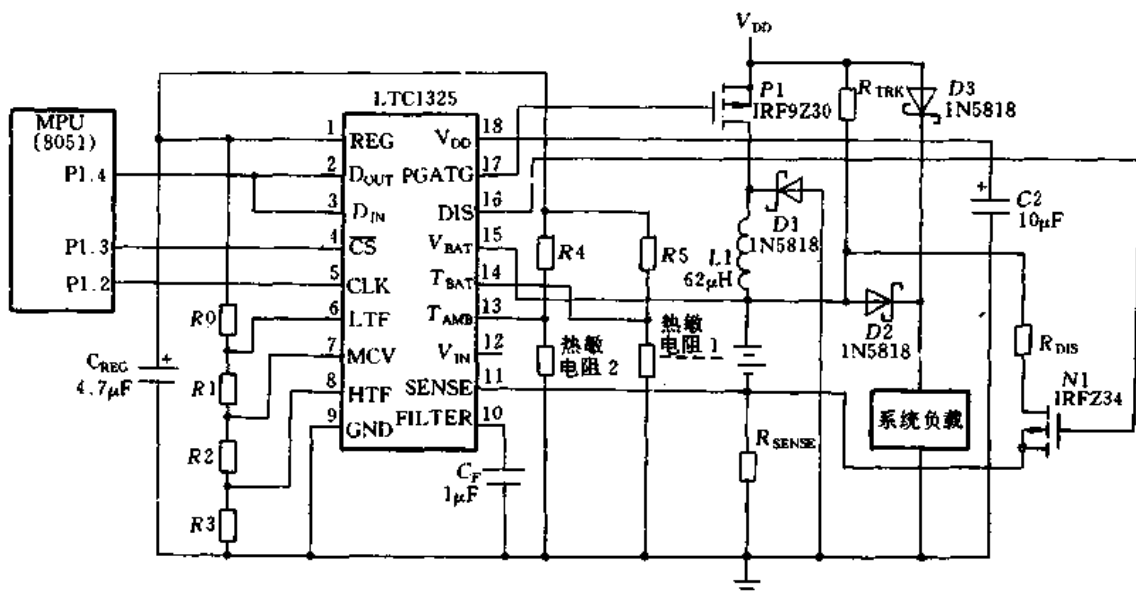 V_DD
P1
IRF9Z30
R_TRK
D3
1N5818
LTC1325
MPU
(8051)
P1.4
P1.3
P1.2
1 REG
2 D_OUT
3 D_IN
4 C̅S̅
5 CLK
6 LTF
7 MCV
8 HTF
9 GND
V_DD 18
PGATG 17
DIS 16
V_BAT 15
T_BAT 14
T_AMB 13
V_IN 12
SENSE 11
FILTER 10
C_REG
4.7μF
R0
R1
R2
R3
R4
R5
热敏
电阻2
热敏
电阻1
C_F
1μF
D1
1N5818
L1
62μH
R_SENSE
D2
1N5818
系统负载
C2
10μF
R_DIS
N1
IRFZ34